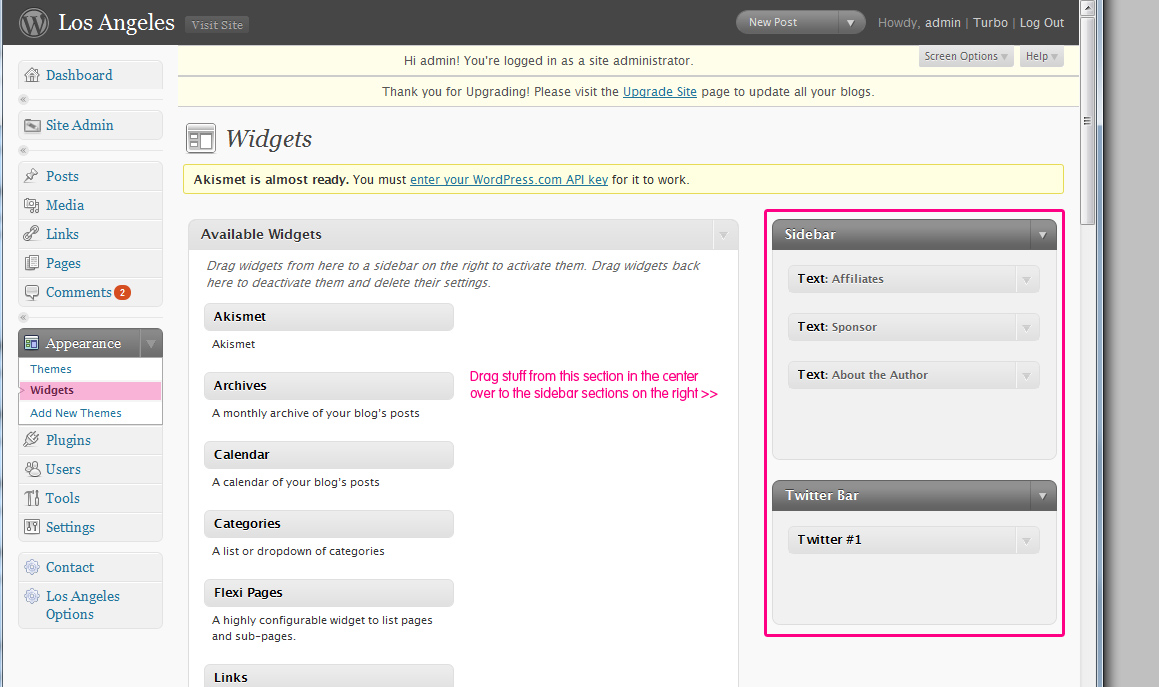 Los Angeles
Visit Site
New Post
Howdy, admin | Turbo | Log Out
Hi admin! You're logged in as a site administrator.
Screen Options
Help
Thank you for Upgrading! Please visit the Upgrade Site page to update all your blogs.
Dashboard
Site Admin
Posts
Media
Links
Pages
Comments 2
Appearance
Themes
Widgets
Add New Themes
Plugins
Users
Tools
Settings
Contact
Los Angeles
Options
Widgets
Akismet is almost ready. You must enter your WordPress.com API key for it to work.
Available Widgets
Drag widgets from here to a sidebar on the right to activate them. Drag widgets back
here to deactivate them and delete their settings.
Akismet
Akismet
Archives
A monthly archive of your blog's posts
Calendar
A calendar of your blog's posts
Categories
A list or dropdown of categories
Flexi Pages
A highly configurable widget to list pages
and sub-pages.
Links
Drag stuff from this section in the center
over to the sidebar sections on the right >>
Sidebar
Text: Affiliates
Text: Sponsor
Text: About the Author
Twitter Bar
Twitter #1